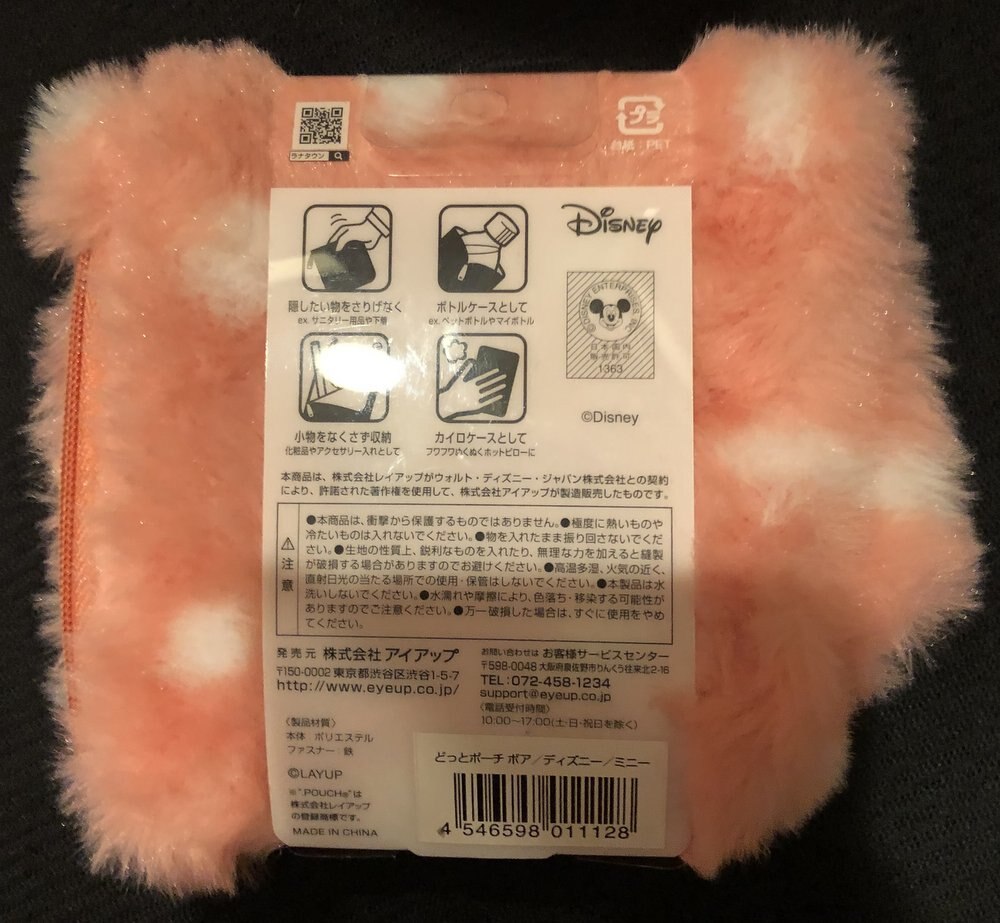 ラナタウン
プラ
台紙：PET
Disney
隠したい物をさりげなく
ex. サニタリー用品や下着
ボトルケースとして
ex. ペットボトルやマイボトル
小物をなくさず収納
化粧品やアクセサリー入れとして
カイロケースとして
フワフワぬくぬくホットピローに
©DISNEY ENTERPRISES, INC.
日本国内
販売許可
1363
©Disney
本商品は、株式会社レイアップがウォルト・ディズニー・ジャパン株式会社との契約
により、許諾された著作権を使用して、株式会社アイアップが製造販売したものです。
注意
●本商品は、衝撃から保護するものではありません。●極度に熱いものや
冷たいものは入れないでください。●物を入れたまま振り回さないでくだ
さい。●生地の性質上、鋭利なものを入れたり、無理な力を加えると縫製
が破損する場合がありますのでお避けください。●高温多湿、火気の近く、
直射日光の当たる場所での使用・保管はしないでください。●本製品は水
洗いしないでください。●水濡れや摩擦により、色落ち・移染する可能性が
ありますのでご注意ください。●万一破損した場合は、すぐに使用をやめ
てください。
発売元 株式会社 アイアップ
〒150-0002 東京都渋谷区渋谷1-5-7
http://www.eyeup.co.jp/
お問い合わせは お客様サービスセンター
〒598-0048 大阪府泉佐野市りんくう往来北2-16
TEL:072-458-1234
support@eyeup.co.jp
〈電話受付時間〉
10:00～17:00(土・日・祝日を除く)
〈製品材質〉
本体：ポリエステル
ファスナー：鉄
©LAYUP
※".POUCH®"は
株式会社レイアップ
の登録商標です。
MADE IN CHINA
どっとポーチ ボア／ディズニー／ミニー
4 546598 011128